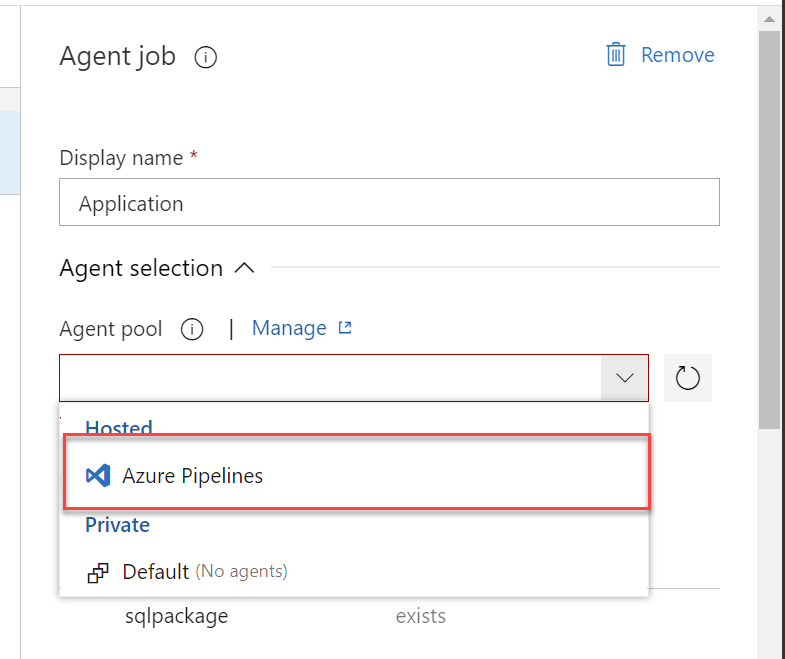 Agent job
Remove
Display name *
Application
Agent selection
Agent pool | Manage
Hosted
Azure Pipelines
Private
Default (No agents)
sqlpackage exists